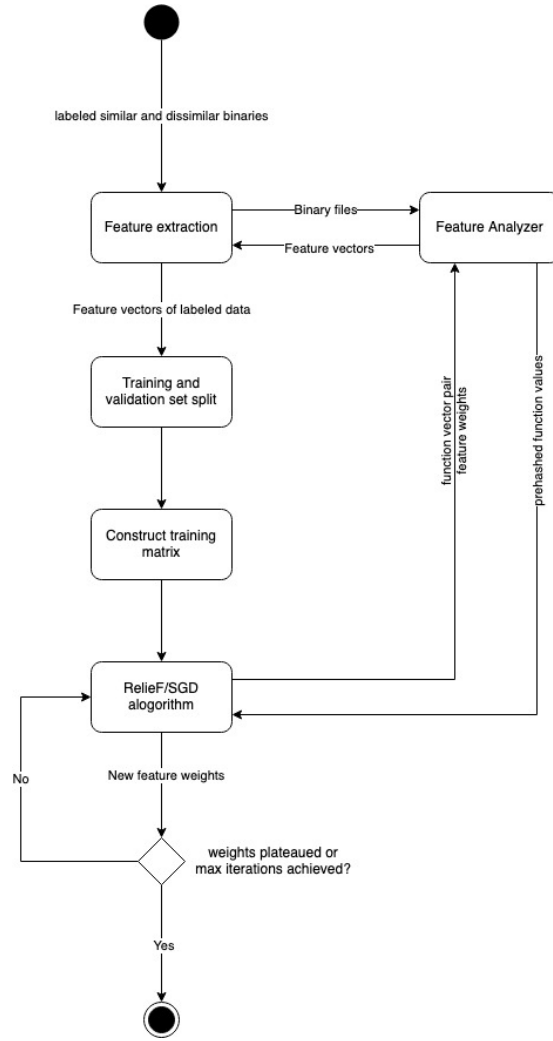 labeled similar and dissimilar binaries
Feature extraction
Binary files
Feature vectors
Feature Analyzer
Feature vectors of labeled data
Training and
validation set split
function vector pair
feature weights
prehashed function values
Construct training
matrix
RelieF/SGD
alogorithm
No
New feature weights
weights plateaued or
max iterations achieved?
Yes